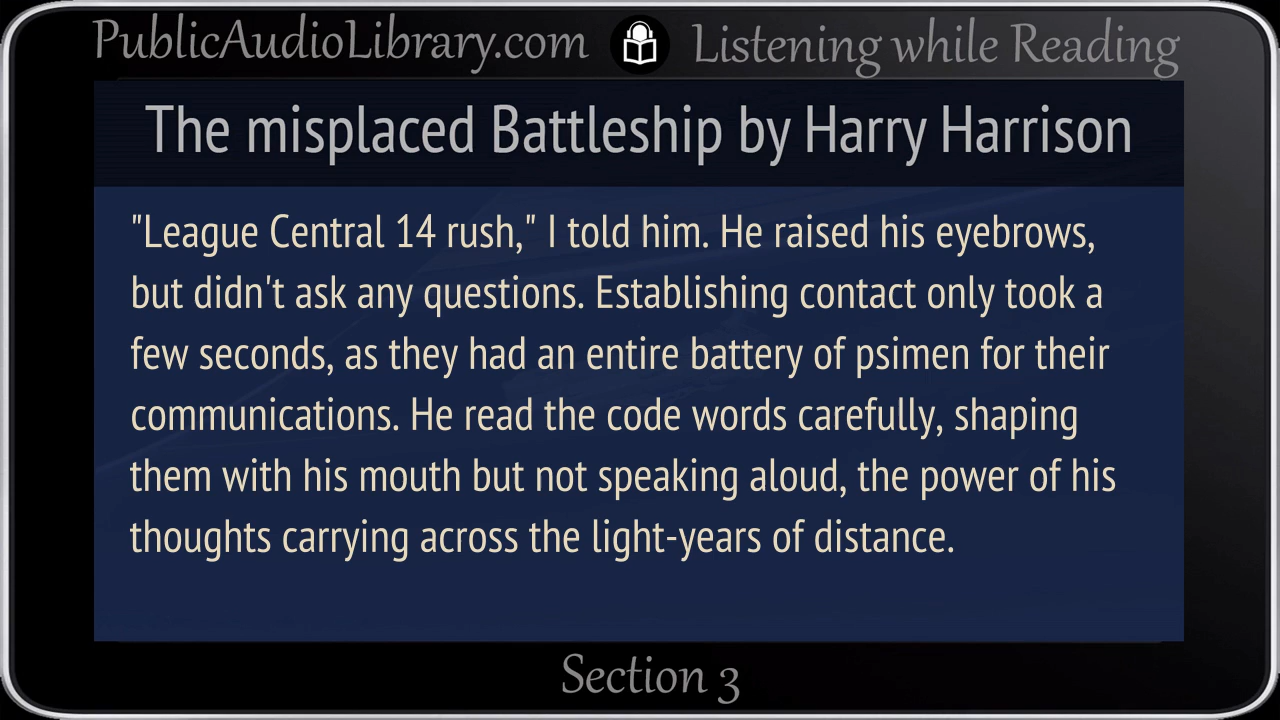 PublicAudioLibrary.com Listening while Reading
The misplaced Battleship by Harry Harrison
"League Central 14 rush," I told him. He raised his eyebrows,
but didn't ask any questions. Establishing contact only took a
few seconds, as they had an entire battery of psimen for their
communications. He read the code words carefully, shaping
them with his mouth but not speaking aloud, the power of his
thoughts carrying across the light-years of distance.
Section 3